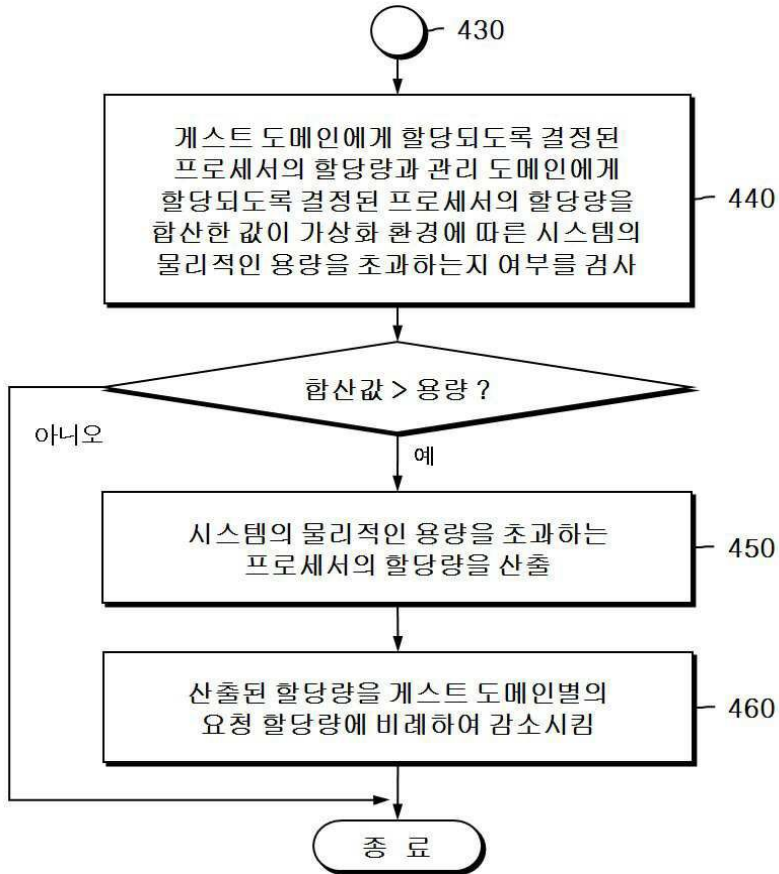 430
게스트 도메인에게 할당되도록 결정된
프로세서의 할당량과 관리 도메인에게
할당되도록 결정된 프로세서의 할당량을
합산한 값이 가상화 환경에 따른 시스템의
물리적인 용량을 초과하는지 여부를 검사
440
합산값 > 용량 ?
아니오
예
시스템의 물리적인 용량을 초과하는
프로세서의 할당량을 산출
450
산출된 할당량을 게스트 도메인별의
요청 할당량에 비례하여 감소시킴
460
종 료